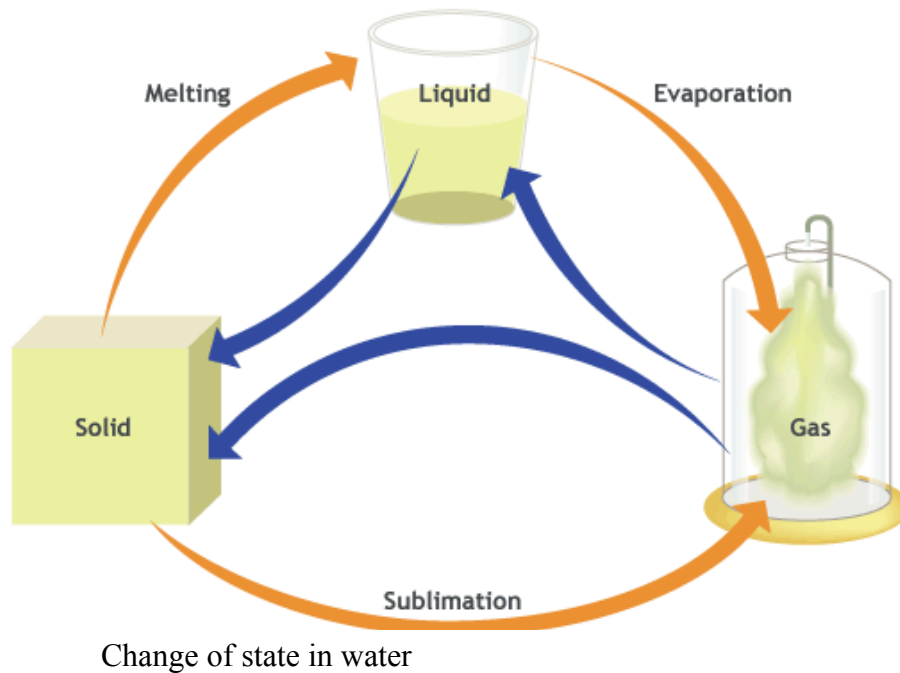 Melting
Liquid
Evaporation
Solid
Gas
Sublimation
Change of state in water